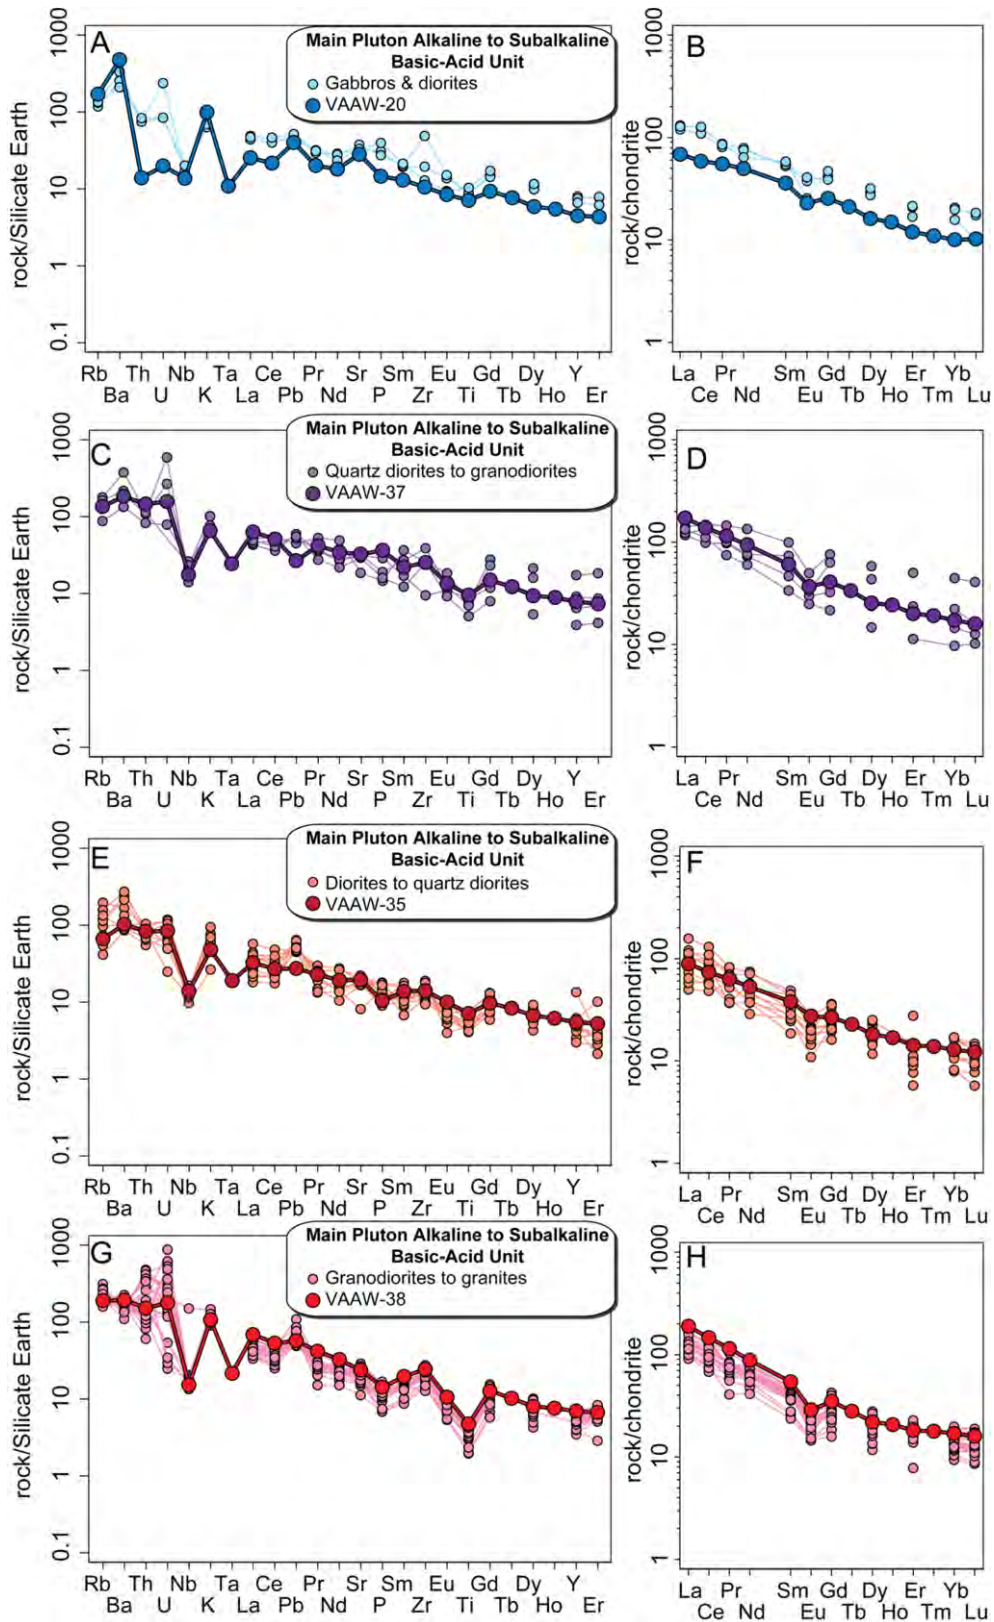 A
Main Pluton Alkaline to Subalkaline
Basic-Acid Unit
Gabbros & diorites
VAAW-20
rock/Silicate Earth
1000
100
10
1
0.1
Rb Th Nb Ta Ce Pr Sr Sm Eu Gd Dy Y
Ba U K La Pb Nd P Zr Ti Tb Ho Er
B
rock/chondrite
1000
100
10
1
La Pr Sm Gd Dy Er Yb
Ce Nd Eu Tb Ho Tm Lu
C
Main Pluton Alkaline to Subalkaline
Basic-Acid Unit
Quartz diorites to granodiorites
VAAW-37
rock/Silicate Earth
1000
100
10
1
0.1
Rb Th Nb Ta Ce Pr Sr Sm Eu Gd Dy Y
Ba U K La Pb Nd P Zr Ti Tb Ho Er
D
rock/chondrite
1000
100
10
1
La Pr Sm Gd Dy Er Yb
Ce Nd Eu Tb Ho Tm Lu
E
Main Pluton Alkaline to Subalkaline
Basic-Acid Unit
Diorites to quartz diorites
VAAW-35
rock/Silicate Earth
1000
100
10
1
0.1
Rb Th Nb Ta Ce Pr Sr Sm Eu Gd Dy Y
Ba U K La Pb Nd P Zr Ti Tb Ho Er
F
rock/chondrite
1000
100
10
1
La Pr Sm Gd Dy Er Yb
Ce Nd Eu Tb Ho Tm Lu
G
Main Pluton Alkaline to Subalkaline
Basic-Acid Unit
Granodiorites to granites
VAAW-38
rock/Silicate Earth
1000
100
10
1
0.1
Rb Th Nb Ta Ce Pr Sr Sm Eu Gd Dy Y
Ba U K La Pb Nd P Zr Ti Tb Ho Er
H
rock/chondrite
1000
100
10
1
La Pr Sm Gd Dy Er Yb
Ce Nd Eu Tb Ho Tm Lu